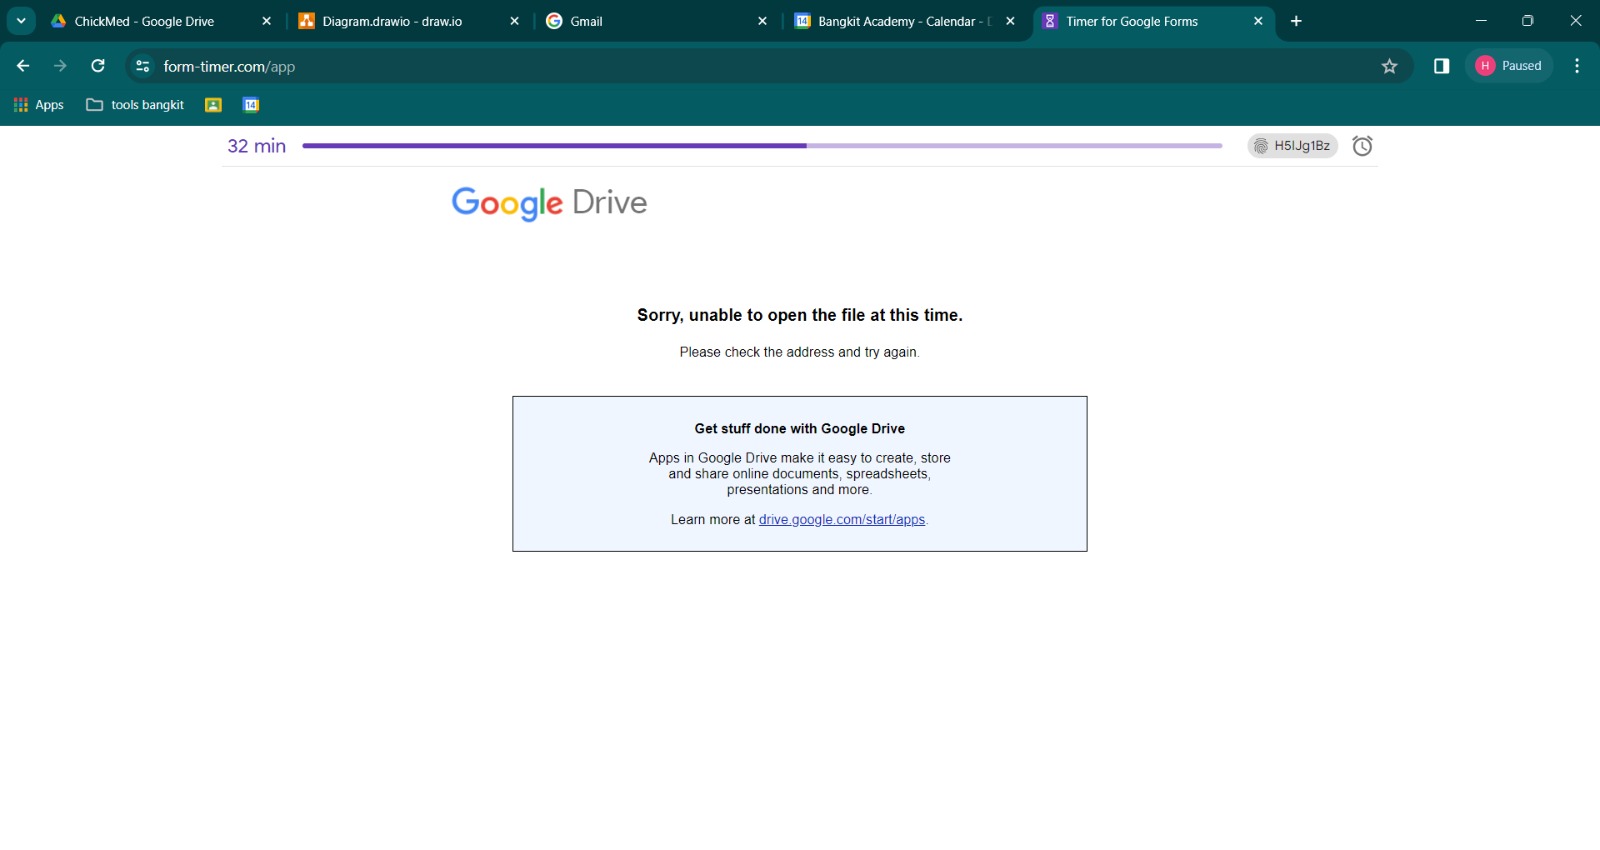 ChickMed - Google Drive
Diagram.drawio - draw.io
Gmail
Bangkit Academy - Calendar -
Timer for Google Forms
form-timer.com/app
H
Paused
Apps
tools bangkit
14
32 min
H5IJg1Bz
Google Drive
Sorry, unable to open the file at this time.
Please check the address and try again.
Get stuff done with Google Drive
Apps in Google Drive make it easy to create, store
and share online documents, spreadsheets,
presentations and more.
Learn more at drive.google.com/start/apps.